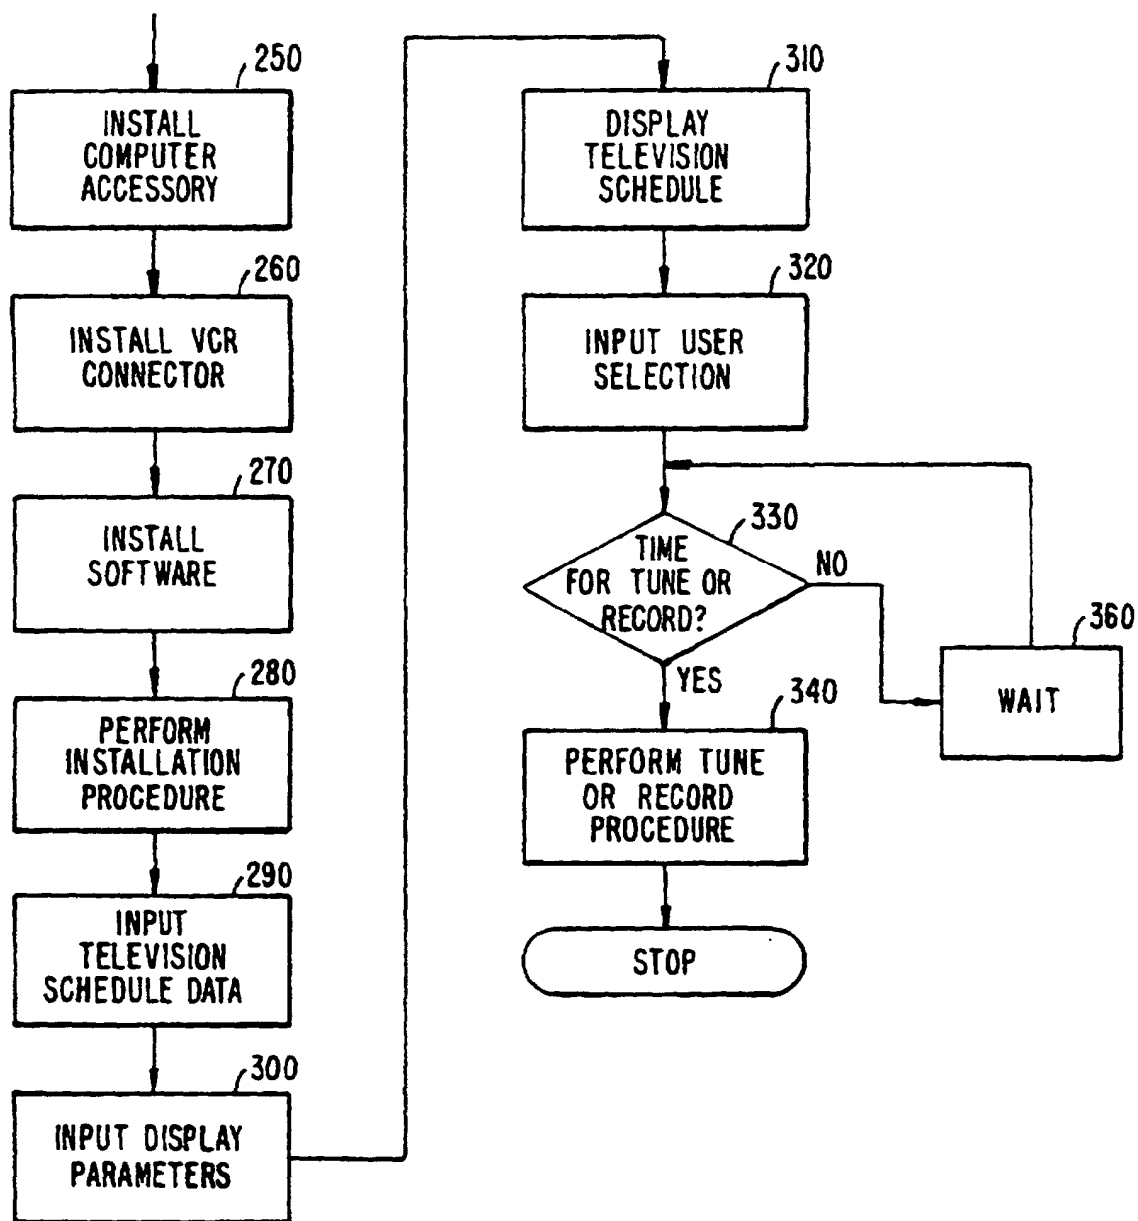 250
INSTALL
COMPUTER
ACCESSORY
260
INSTALL VCR
CONNECTOR
270
INSTALL
SOFTWARE
280
PERFORM
INSTALLATION
PROCEDURE
290
INPUT
TELEVISION
SCHEDULE DATA
300
INPUT DISPLAY
PARAMETERS
310
DISPLAY
TELEVISION
SCHEDULE
320
INPUT USER
SELECTION
330
TIME
FOR TUNE OR
RECORD?
NO
YES
360
WAIT
340
PERFORM TUNE
OR RECORD
PROCEDURE
STOP